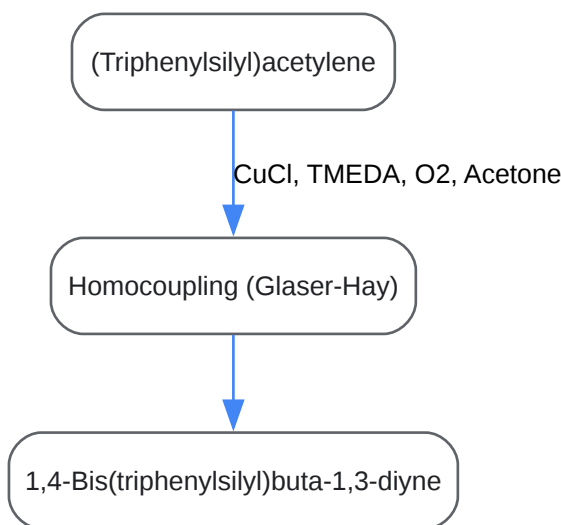 (Triphenylsilyl)acetylene
CuCl, TMEDA, O2, Acetone
Homocoupling (Glaser-Hay)
1,4-Bis(triphenylsilyl)buta-1,3-diyne